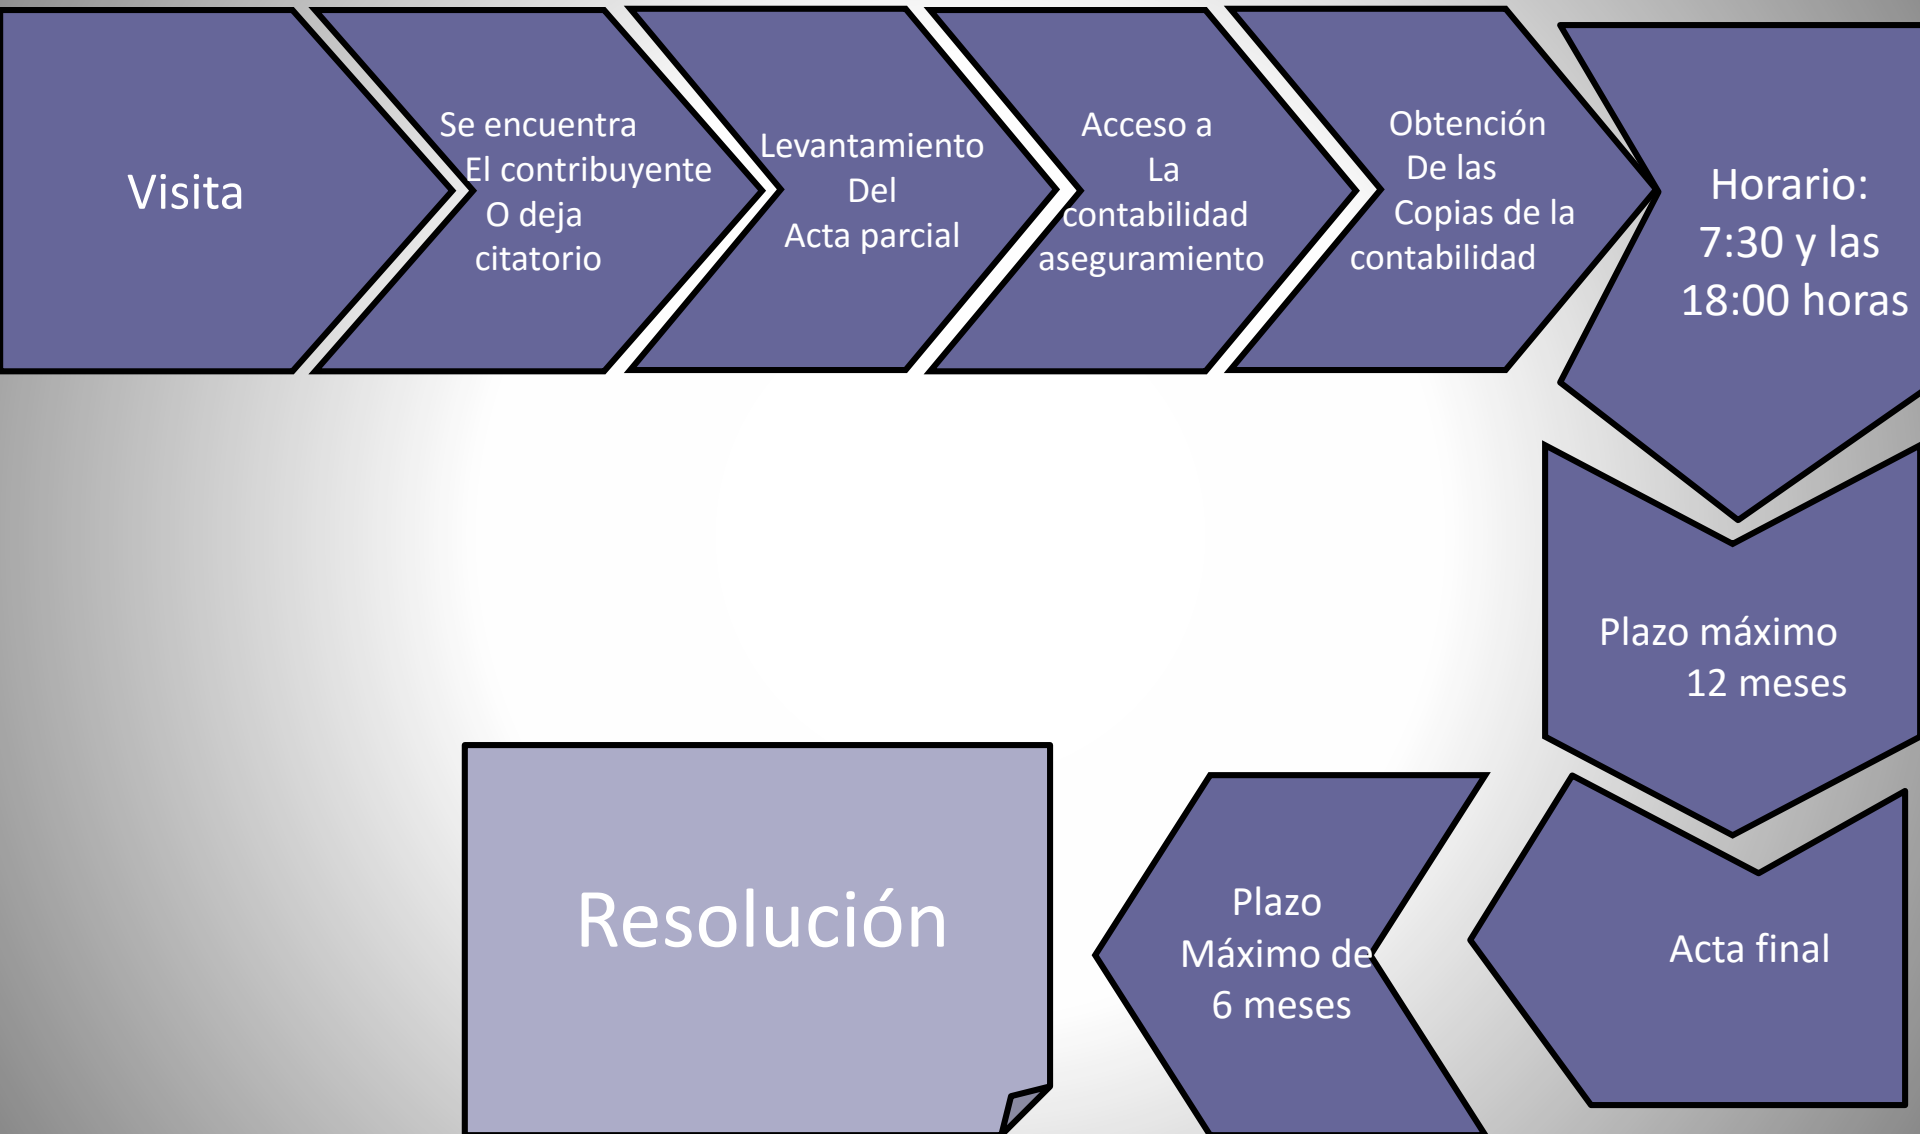 Visita
Se encuentra
El contribuyente
O deja
citatorio
Levantamiento
Del
Acta parcial
Acceso a
La
contabilidad
aseguramiento
Obtención
De las
Copias de la
contabilidad
Horario:
7:30 y las
18:00 horas
Plazo máximo
12 meses
Acta final
Plazo
Máximo de
6 meses
Resolución